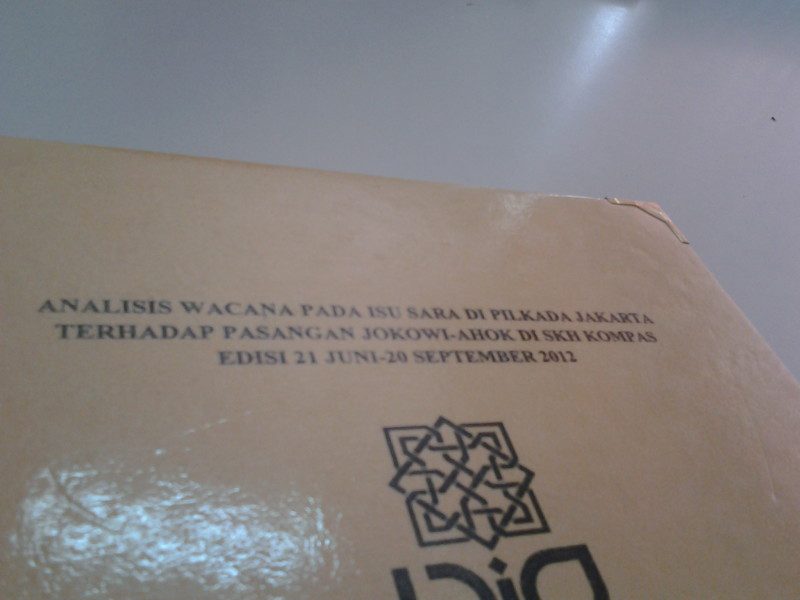 ANALISIS WACANA PADA ISU SARA DI PILKADA JAKARTA
TERHADAP PASANGAN JOKOWI-AHOK DI SKH KOMPAS
EDISI 21 JUNI-20 SEPTEMBER 2012